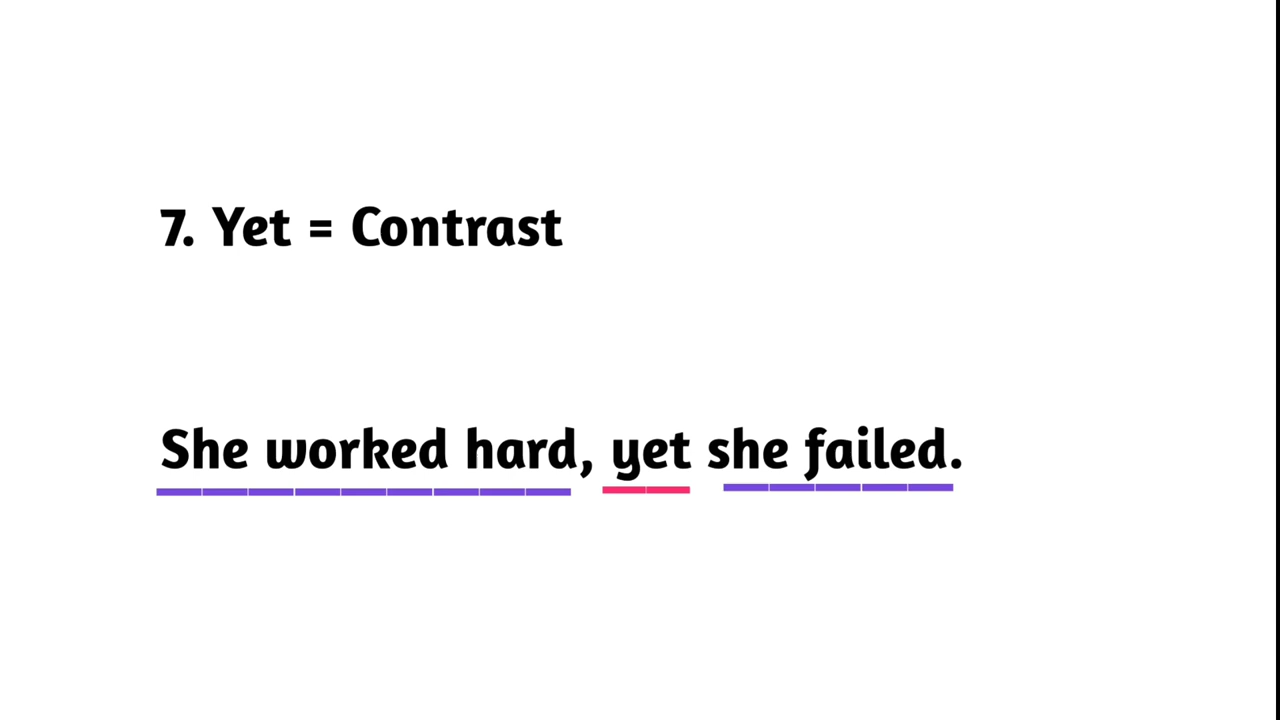 7. Yet = Contrast
She worked hard, yet she failed.